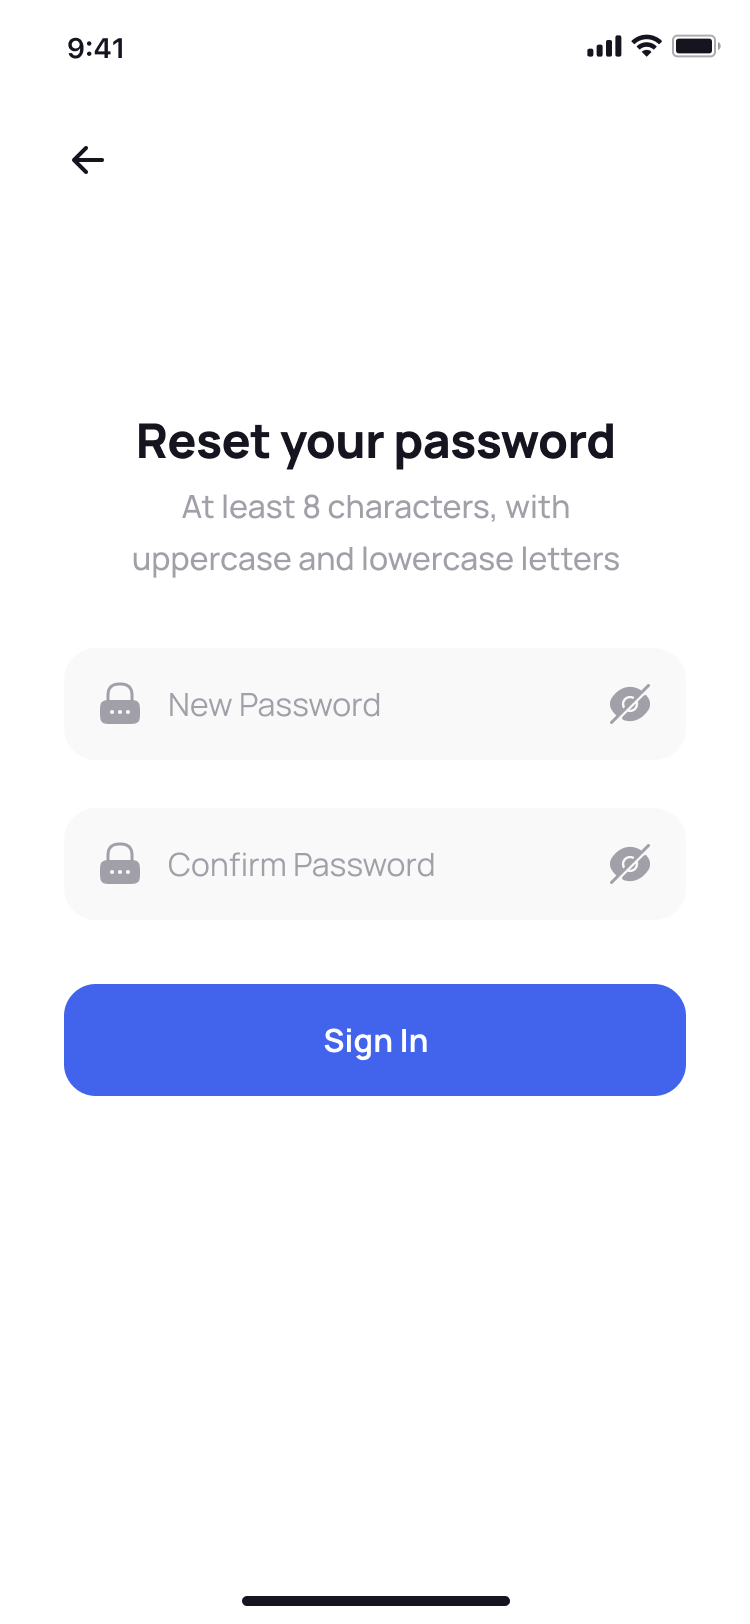 9:41
Reset your password
At least 8 characters, with
uppercase and lowercase letters
New Password
Confirm Password
Sign In